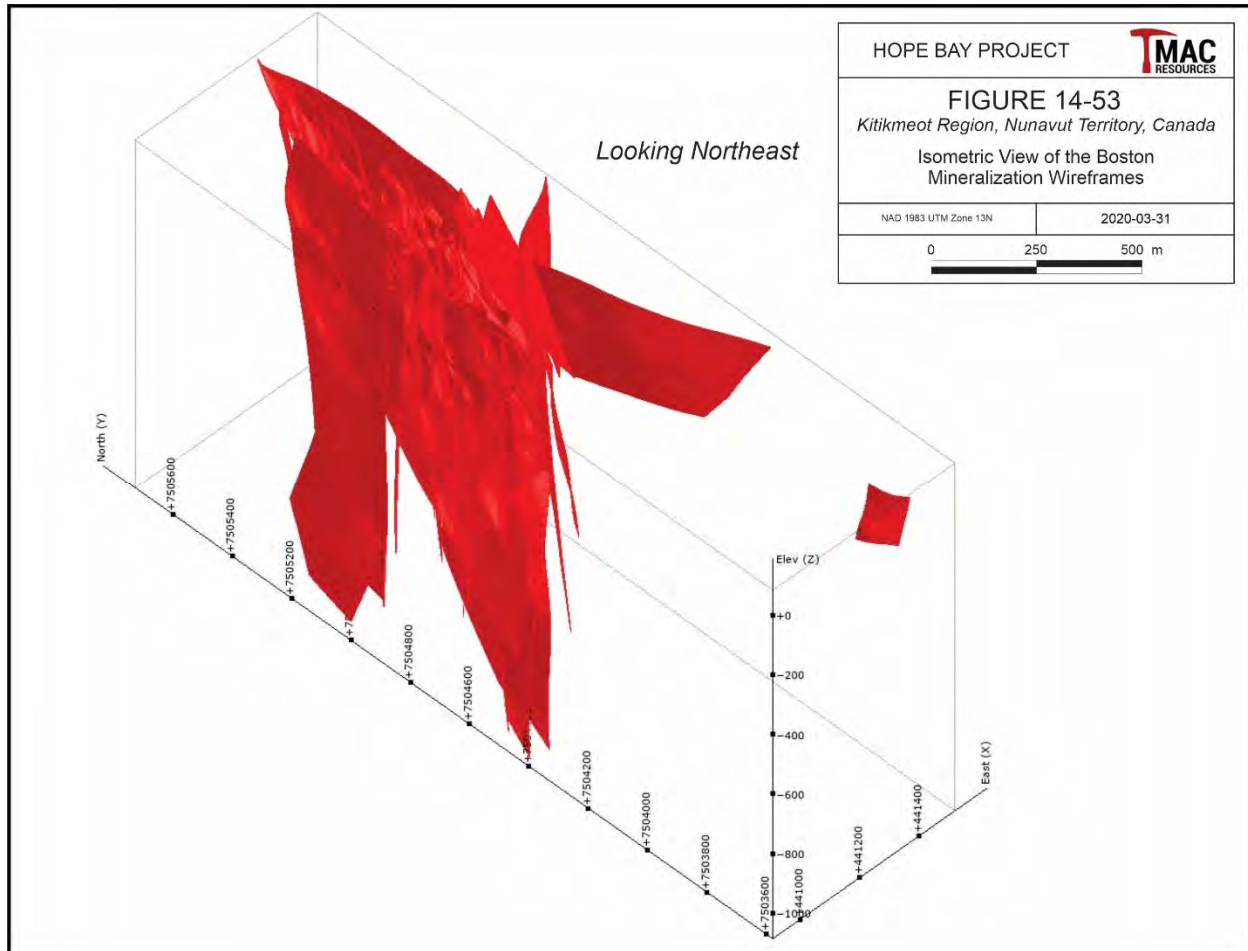 HOPE BAY PROJECT
TMAC
RESOURCES
FIGURE 14-53
Kitikmeot Region, Nunavut Territory, Canada
Isometric View of the Boston
Mineralization Wireframes
NAD 1983 UTM Zone 13N
2020-03-31
0 250 500 m
Looking Northeast
North (Y)
+7505600
+7505400
+7505200
+7504800
+7504600
+7504200
+7504000
+7503800
+7503600
Elev (Z)
+0
-200
-400
-600
-800
-1000
East (X)
+441000
+441200
+441400